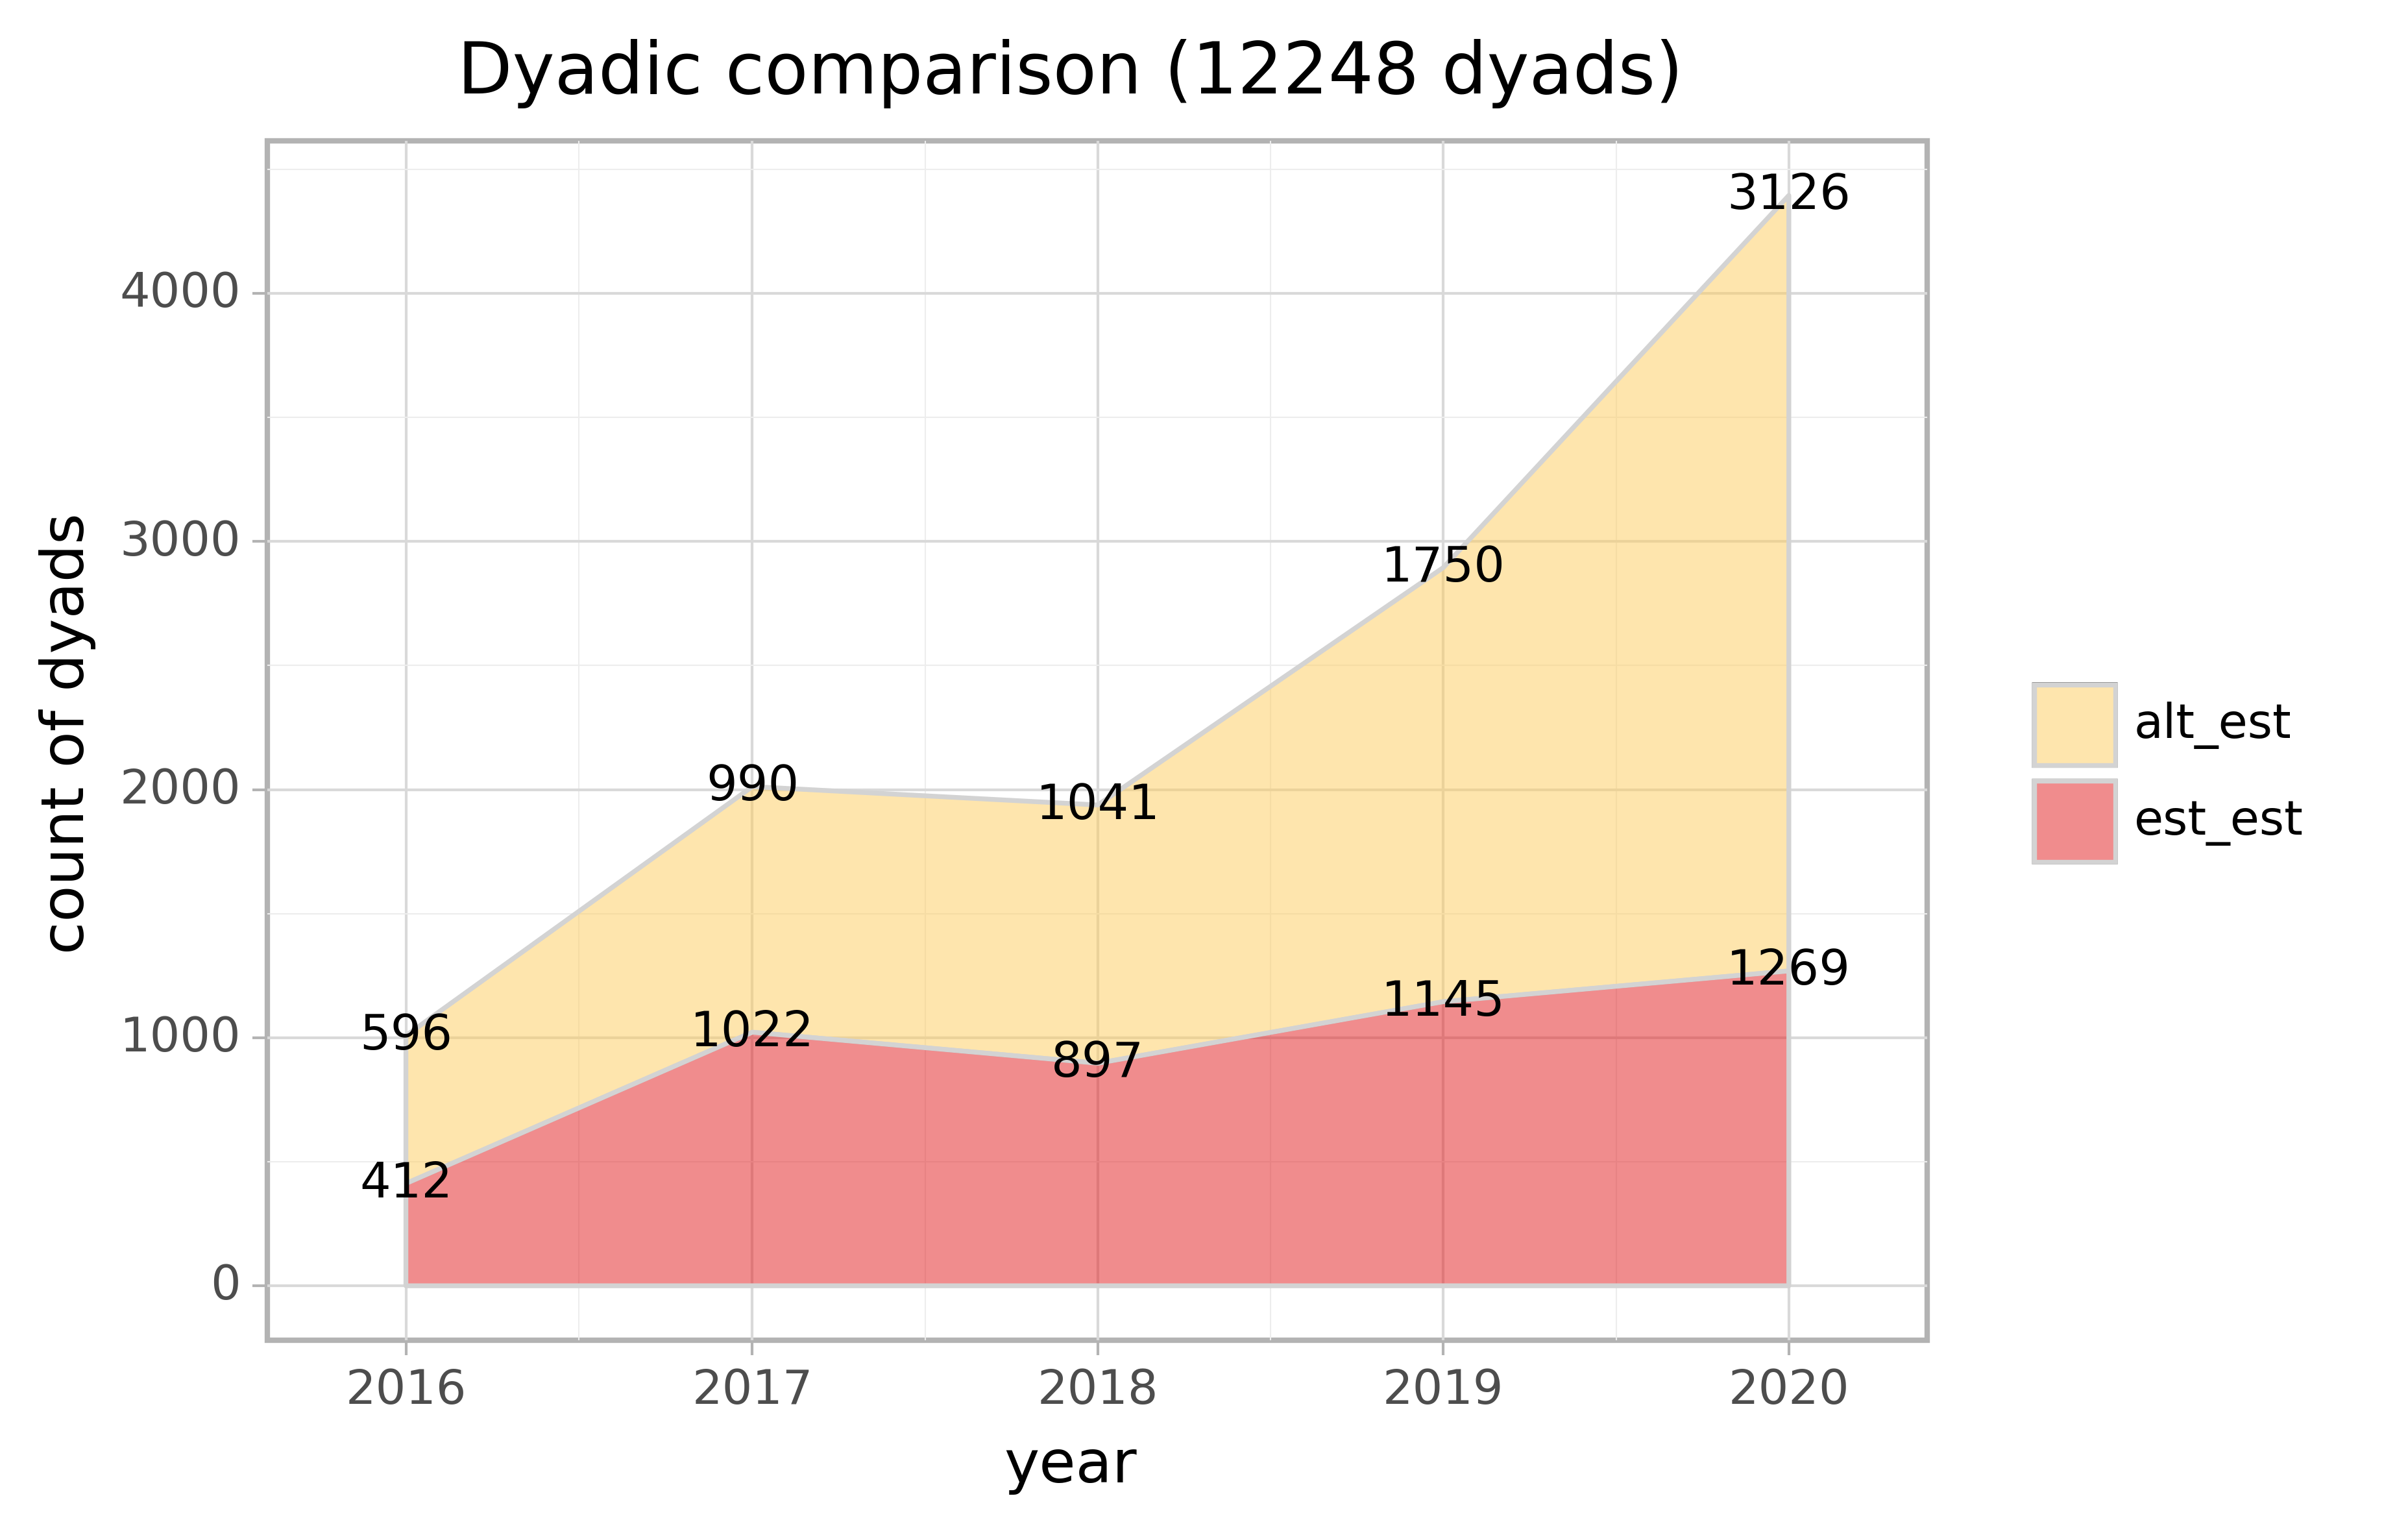 Dyadic comparison (12248 dyads)
count of dyads
4000
3000
2000
1000
0
3126
1750
990
1041
596
1022
897
1145
1269
412
2016 2017 2018 2019 2020
year
alt_est
est_est